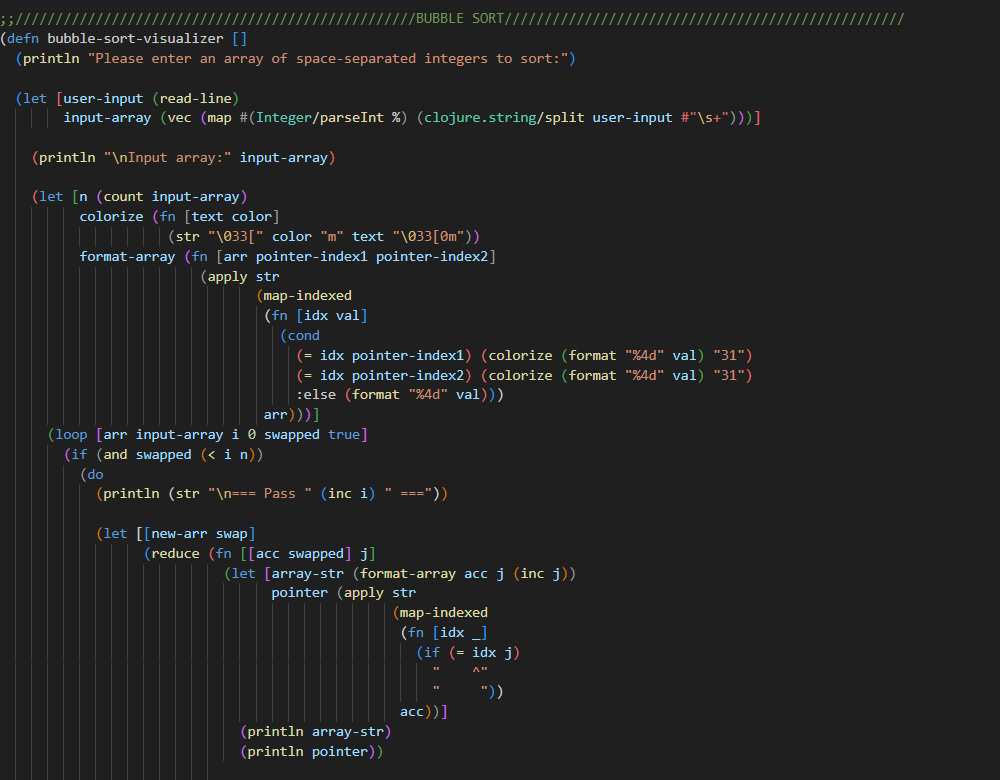 ;;//////////////////////////////////////////////////BUBBLE SORT//////////////////////////////////////////////////
(defn bubble-sort-visualizer []
  (println "Please enter an array of space-separated integers to sort:")

  (let [user-input (read-line)
        input-array (vec (map #(Integer/parseInt %) (clojure.string/split user-input #"\s+")))]

    (println "\nInput array:" input-array)

    (let [n (count input-array)
          colorize (fn [text color]
                     (str "\033[" color "m" text "\033[0m"))
          format-array (fn [arr pointer-index1 pointer-index2]
                         (apply str
                                (map-indexed
                                 (fn [idx val]
                                   (cond
                                     (= idx pointer-index1) (colorize (format "%4d" val) "31")
                                     (= idx pointer-index2) (colorize (format "%4d" val) "31")
                                     :else (format "%4d" val)))
                                 arr)))]
      (loop [arr input-array i 0 swapped true]
        (if (and swapped (< i n))
          (do
            (println (str "\n=== Pass " (inc i) " ==="))

            (let [[new-arr swap]
                  (reduce (fn [[acc swapped] j]
                            (let [array-str (format-array acc j (inc j))
                                  pointer (apply str
                                                 (map-indexed
                                                  (fn [idx _]
                                                    (if (= idx j)
                                                      "    ^"
                                                      "     "))
                                                  acc))]
                              (println array-str)
                              (println pointer))